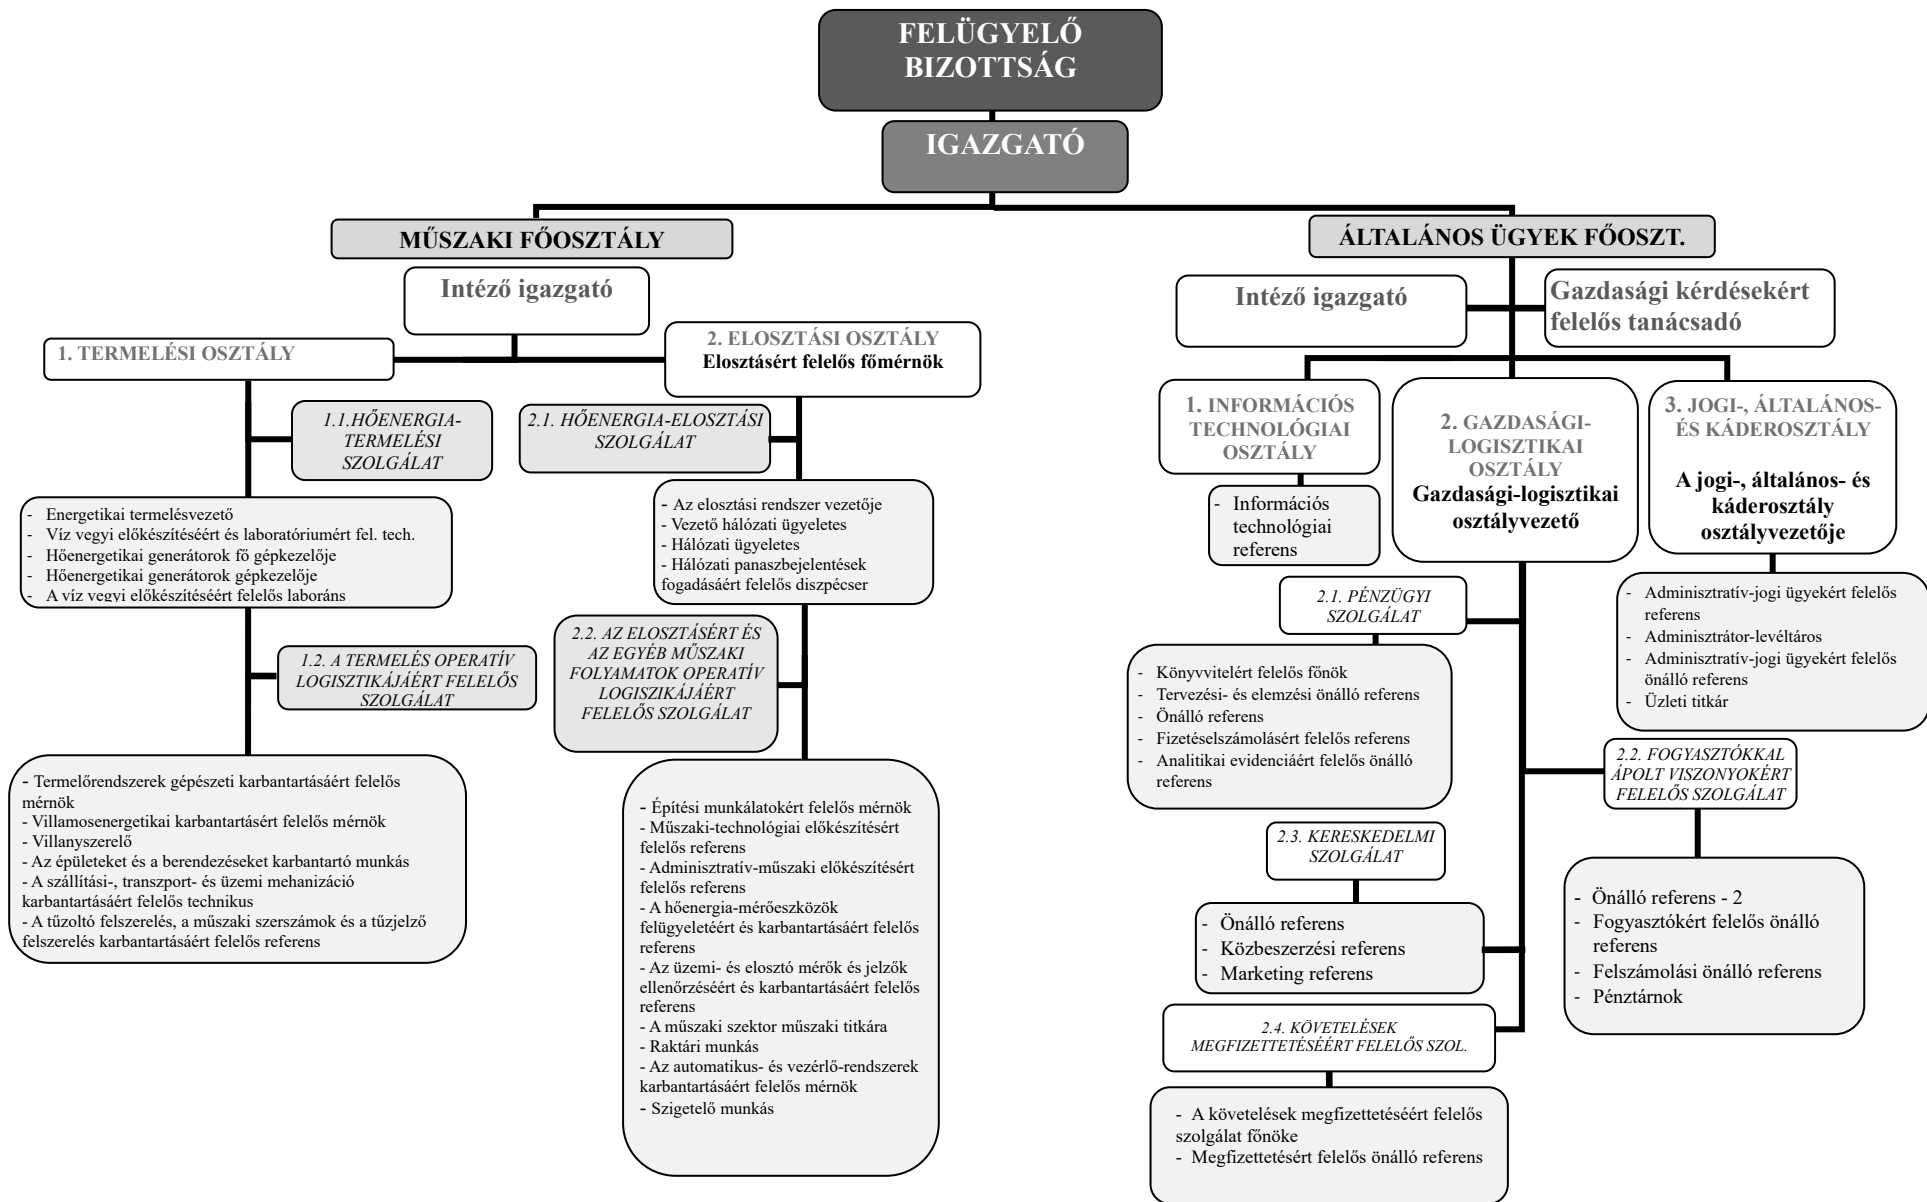 FELÜGYELŐ
BIZOTTSÁG
IGAZGATÓ
MŰSZAKI FŐOSZTÁLY
Intéző igazgató
1. TERMELÉSI OSZTÁLY
2. ELOSZTÁSI OSZTÁLY
Elosztásért felelős főmérnök
1.1.HŐENERGIA-
TERMELÉSI
SZOLGÁLAT
2.1. HŐENERGIA-ELOSZTÁSI
SZOLGÁLAT
- Energetikai termelésvezető
- Víz vegyi előkészítéséért és laboratóriumért fel. tech.
- Hőenergetikai generátorok fő gépkezelője
- Hőenergetikai generátorok gépkezelője
- A víz vegyi előkészítéséért felelős laboráns
- Az elosztási rendszer vezetője
- Vezető hálózati ügyeletes
- Hálózati ügyeletes
- Hálózati panaszbejelentések
fogadásáért felelős diszpécser
1.2. A TERMELÉS OPERATÍV
LOGISZTIKÁJÁÉRT FELELŐS
SZOLGÁLAT
2.2. AZ ELOSZTÁSÉRT ÉS
AZ EGYÉB MŰSZAKI
FOLYAMATOK OPERATÍV
LOGISZIKÁJÁÉRT
FELELŐS SZOLGÁLAT
- Termelőrendszerek gépészeti karbantartásáért felelős
mérnök
- Villamosenergetikai karbantartásért felelős mérnök
- Villanyszerelő
- Az épületeket és a berendezéseket karbantartó munkás
- A szállítási-, transzport- és üzemi mehanizáció
karbantartásáért felelős technikus
- A tűzoltó felszerelés, a műszaki szerszámok és a tűzjelző
felszerelés karbantartásáért felelős referens
- Építési munkálatokért felelős mérnök
- Műszaki-technológiai előkészítésért
felelős referens
- Adminisztratív-műszaki előkészítésért
felelős referens
- A hőenergia-mérőeszközök
felügyeletéért és karbantartásáért felelős
referens
- Az üzemi- és elosztó mérők és jelzők
ellenőrzéséért és karbantartásáért felelős
referens
- A műszaki szektor műszaki titkára
- Raktári munkás
- Az automatikus- és vezérlő-rendszerek
karbantartásáért felelős mérnök
- Szigetelő munkás
ÁLTALÁNOS ÜGYEK FŐOSZT.
Intéző igazgató
Gazdasági kérdésekért
felelős tanácsadó
1. INFORMÁCIÓS
TECHNOLÓGIAI
OSZTÁLY
2. GAZDASÁGI-
LOGISZTIKAI
OSZTÁLY
Gazdasági-logisztikai
osztályvezető
3. JOGI-, ÁLTALÁNOS-
ÉS KÁDEROSZTÁLY
A jogi-, általános- és
káderosztály
osztályvezetője
- Információs
technológiai
referens
- Adminisztratív-jogi ügyekért felelős
referens
- Adminisztrátor-levéltáros
- Adminisztratív-jogi ügyekért felelős
önálló referens
- Üzleti titkár
2.1. PÉNZÜGYI
SZOLGÁLAT
- Könyvvitelért felelős főnök
- Tervezési- és elemzési önálló referens
- Önálló referens
- Fizetéselszámolásért felelős referens
- Analitikai evidenciáért felelős önálló
referens
2.2. FOGYASZTÓKKAL
ÁPOLT VISZONYOKÉRT
FELELŐS SZOLGÁLAT
- Önálló referens - 2
- Fogyasztókért felelős önálló
referens
- Felszámolási önálló referens
- Pénztárnok
2.3. KERESKEDELMI
SZOLGÁLAT
- Önálló referens
- Közbeszerzési referens
- Marketing referens
2.4. KÖVETELÉSEK
MEGFIZETTETÉSÉÉRT FELELŐS SZOL.
- A követelések megfizettetéséért felelős
szolgálat főnöke
- Megfizettetésért felelős önálló referens